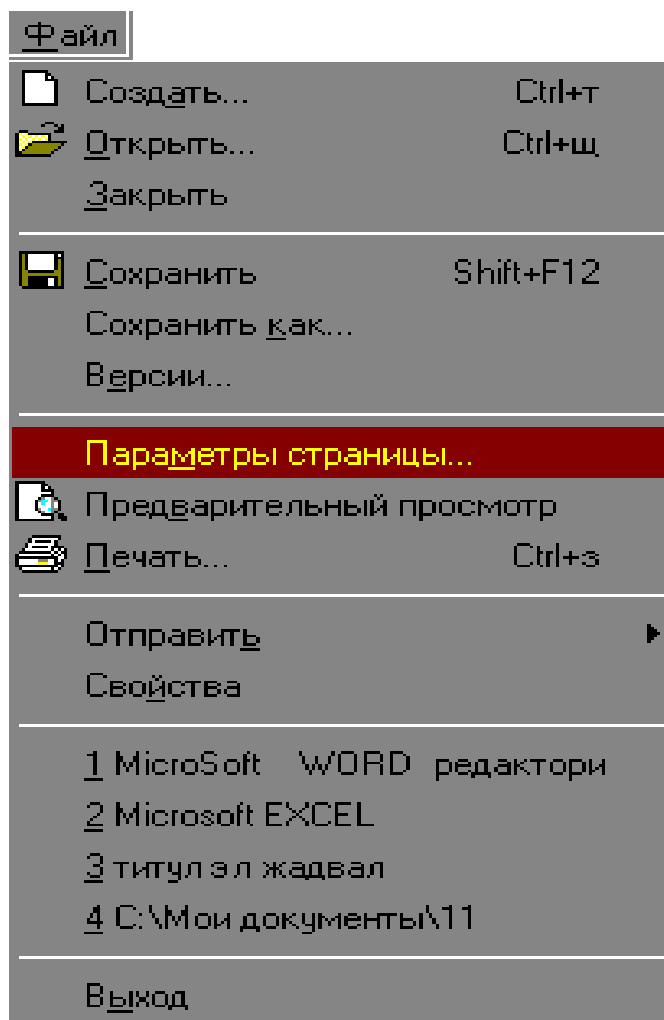 Файл
Создать... Ctrl+т
Открыть... Ctrl+щ
Закрыть
Сохранить Shift+F12
Сохранить как...
Версии...
Параметры страницы...
Предварительный просмотр
Печать... Ctrl+з
Отправить
Свойства
1 MicroSoft WORD редактори
2 Microsoft EXCEL
3 титул эл жадвал
4 C:\Мои документы\11
Выход